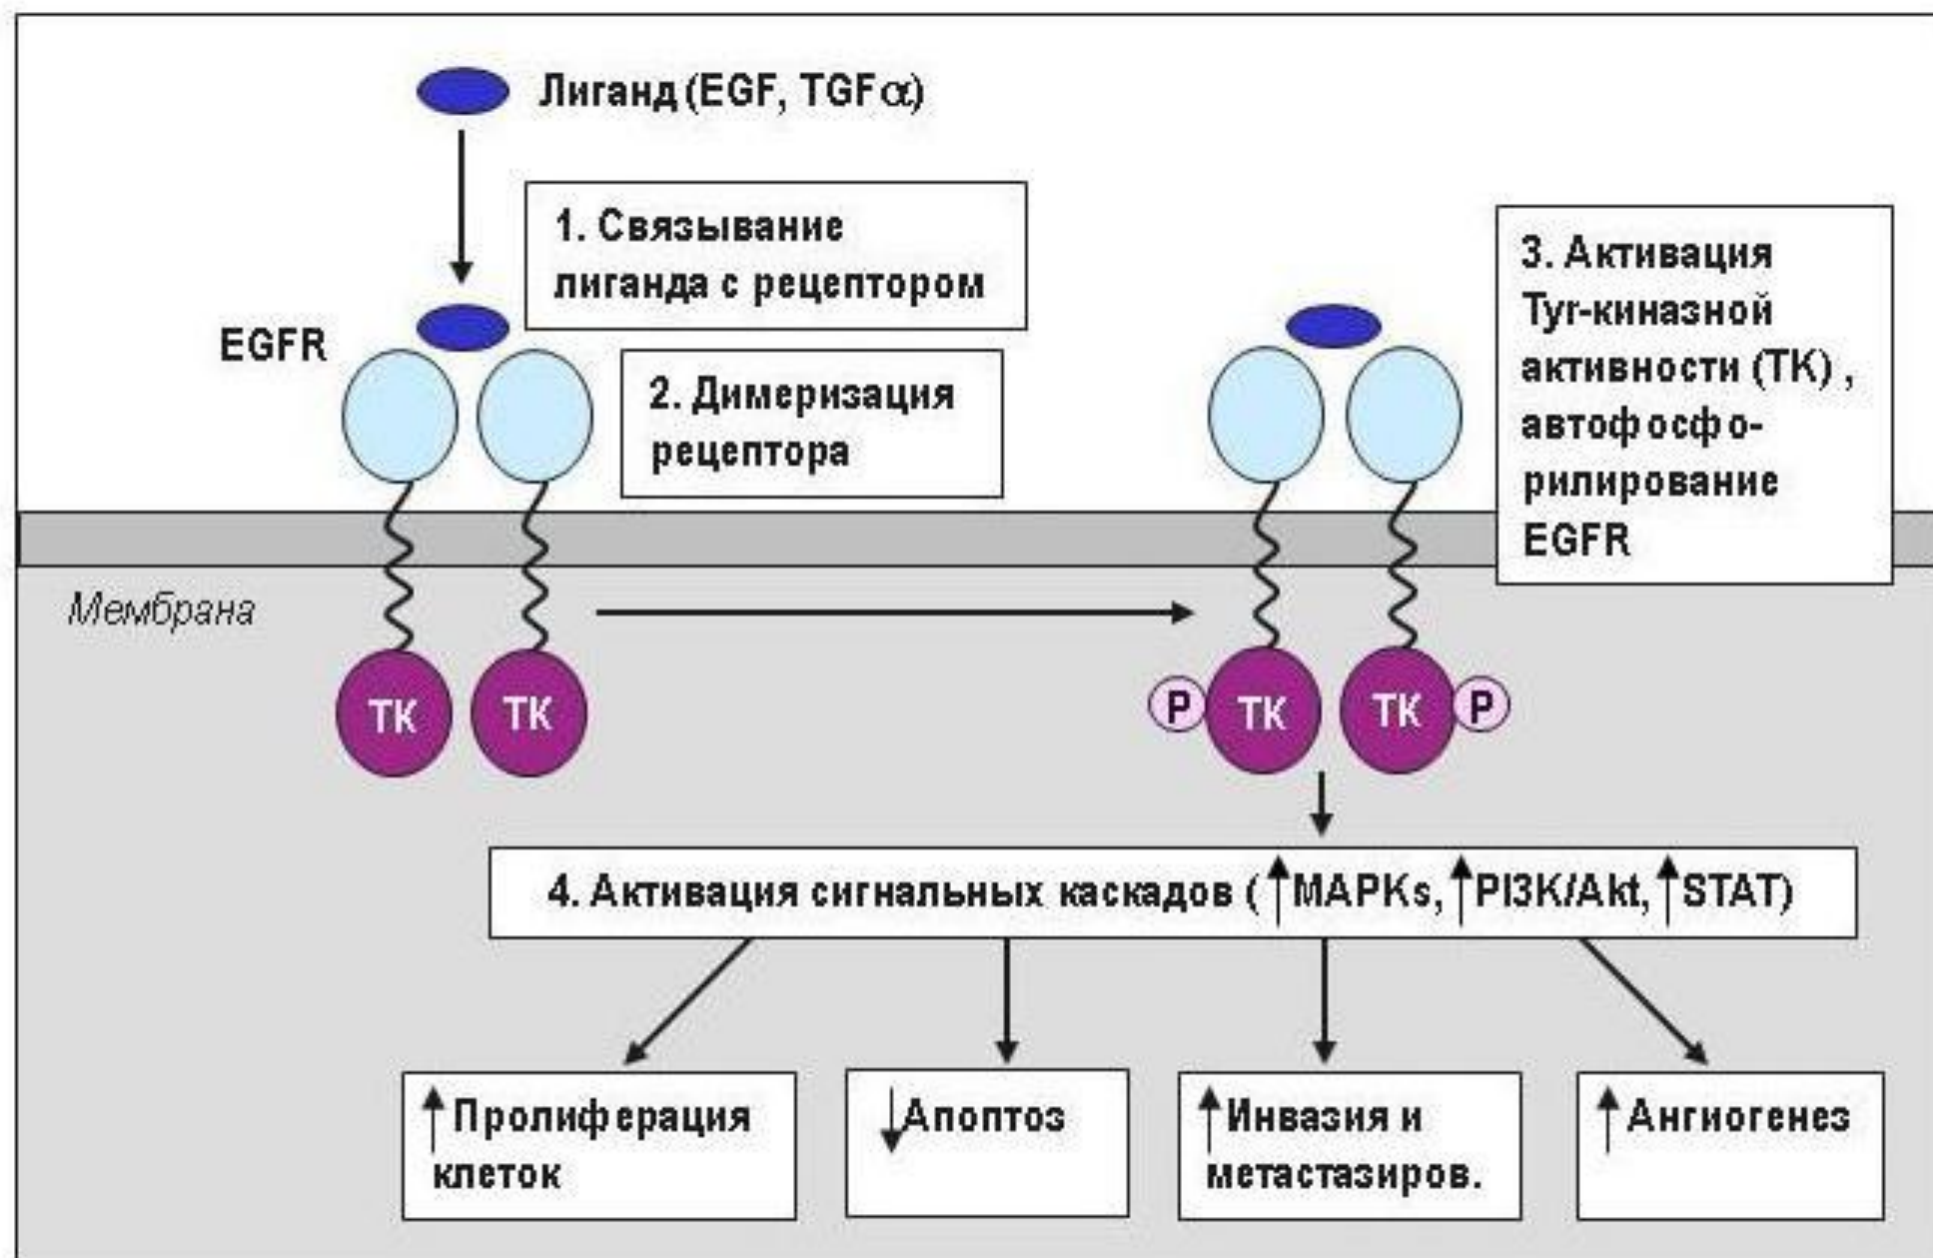 Лиганд (EGF, TGFα)
1. Связывание
лиганда с рецептором
EGFR
2. Димеризация
рецептора
3. Активация
Tyr-киназной
активности (ТК) ,
автофосфо-
рилирование
EGFR
Мембрана
ТК
ТК
P
ТК
ТК
P
4. Активация сигнальных каскадов (↑MAPKs, ↑PI3K/Akt, ↑STAT)
↑Пролиферация
клеток
↓Апоптоз
↑Инвазия и
метастазиров.
↑Ангиогенез